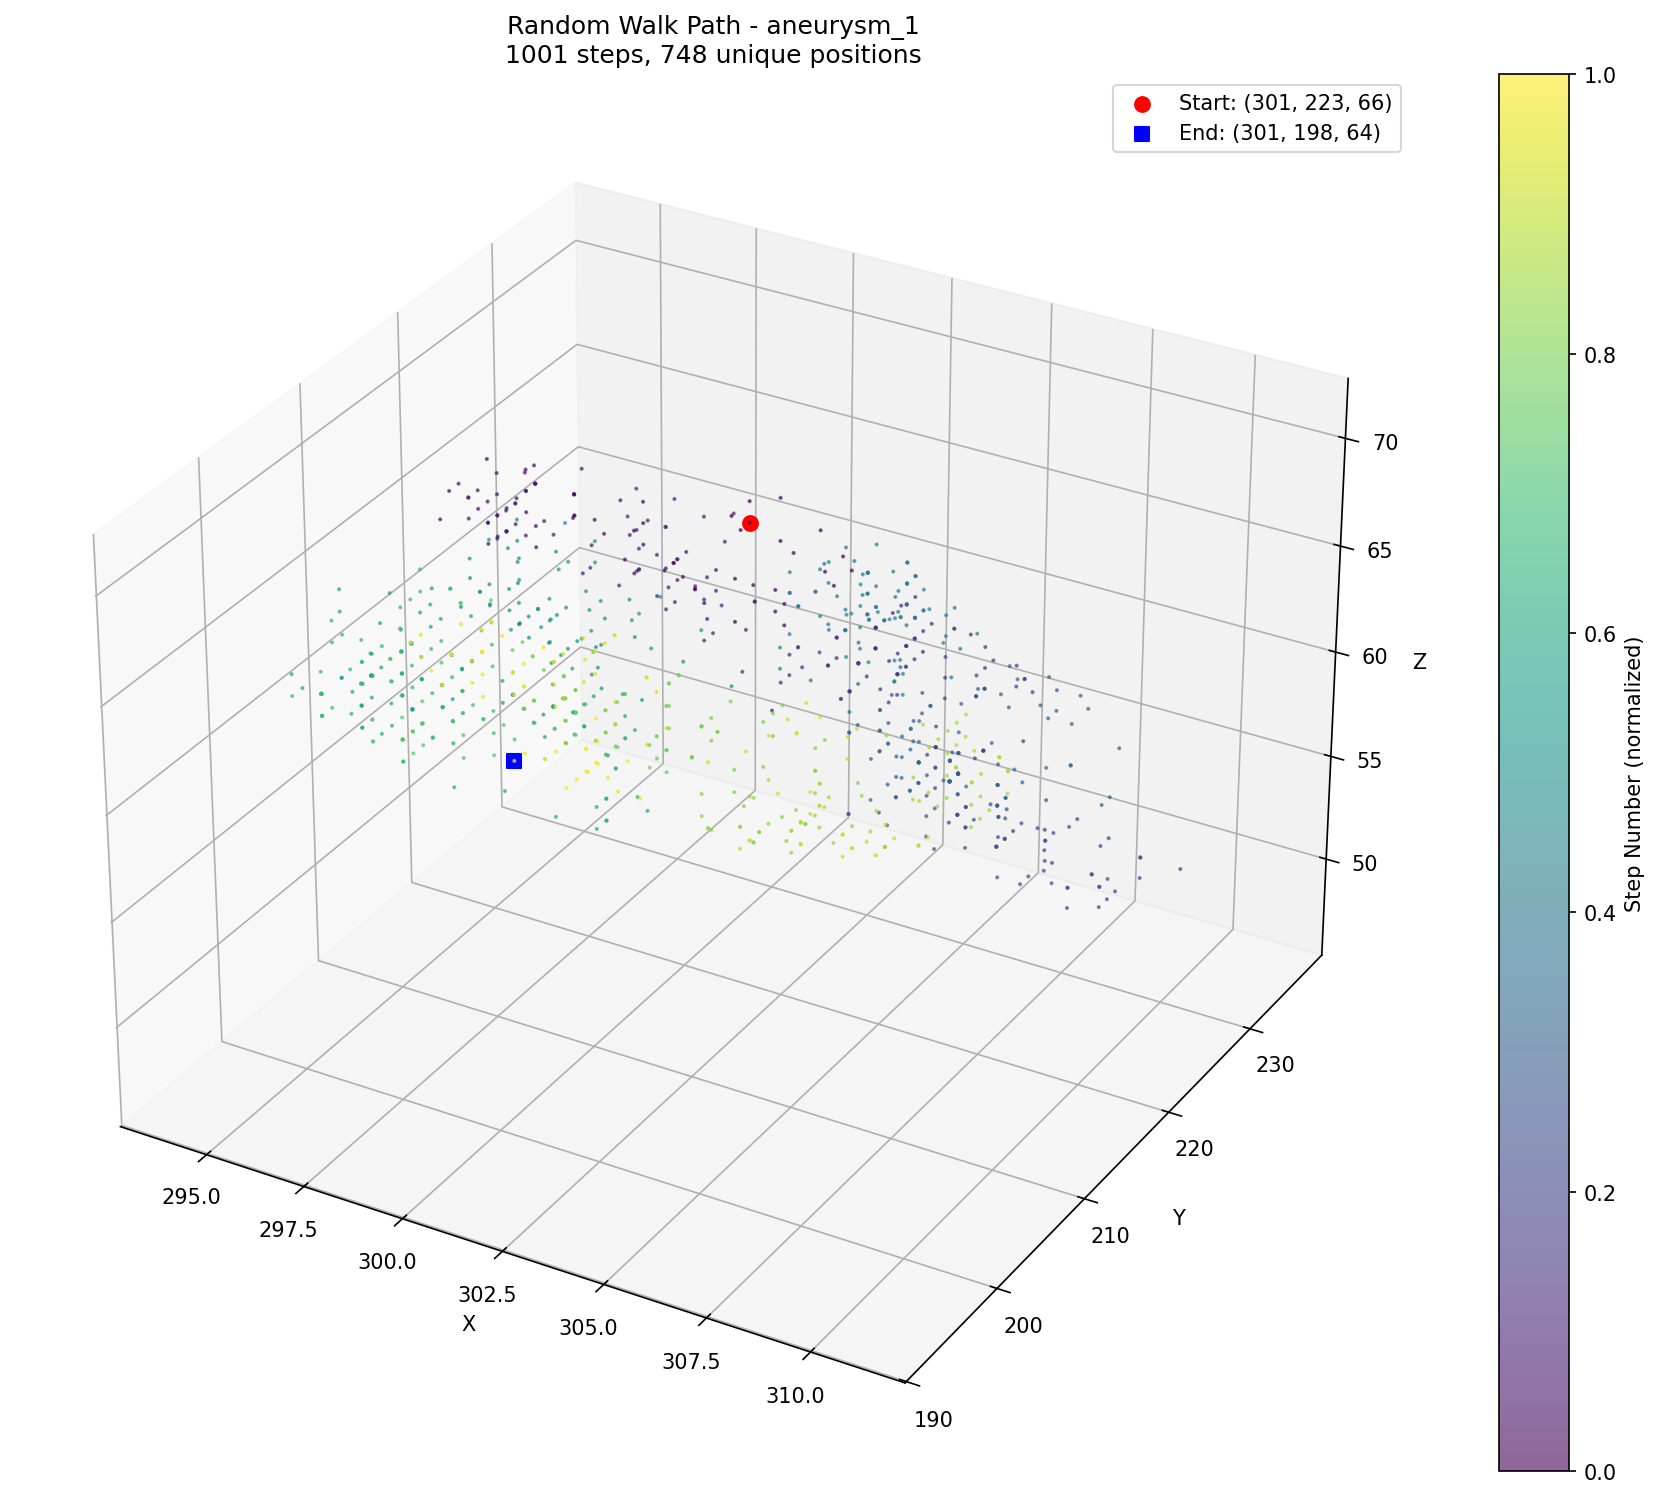 Random Walk Path - aneurysm_1
1001 steps, 748 unique positions
Start: (301, 223, 66)
End: (301, 198, 64)
1.0
0.8
0.6
0.4
0.2
0.0
Step Number (normalized)
70
65
60
55
50
Z
230
220
210
200
190
Y
295.0
297.5
300.0
302.5
305.0
307.5
310.0
X